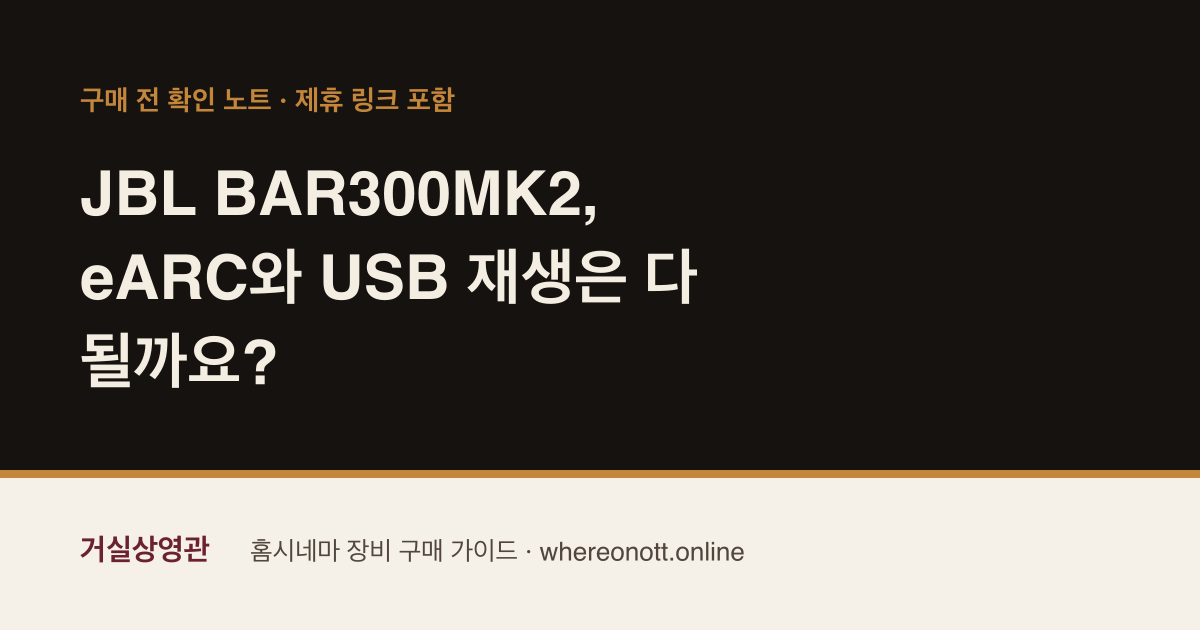 구매 전 확인 노트 · 제휴 링크 포함
JBL BAR300MK2,
eARC와 USB 재생은 다
될까요?
거실상영관 홈시네마 장비 구매 가이드 · whereonott.online